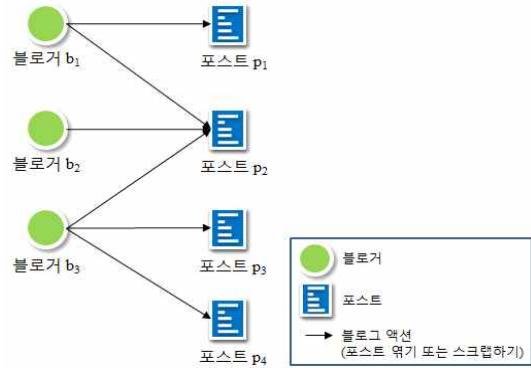 블로거 b1
포스트 p1
블로거 b2
포스트 p2
블로거 b3
포스트 p3
포스트 p4
블로거
포스트
블로그 액션
(포스트 엮기 또는 스크랩하기)